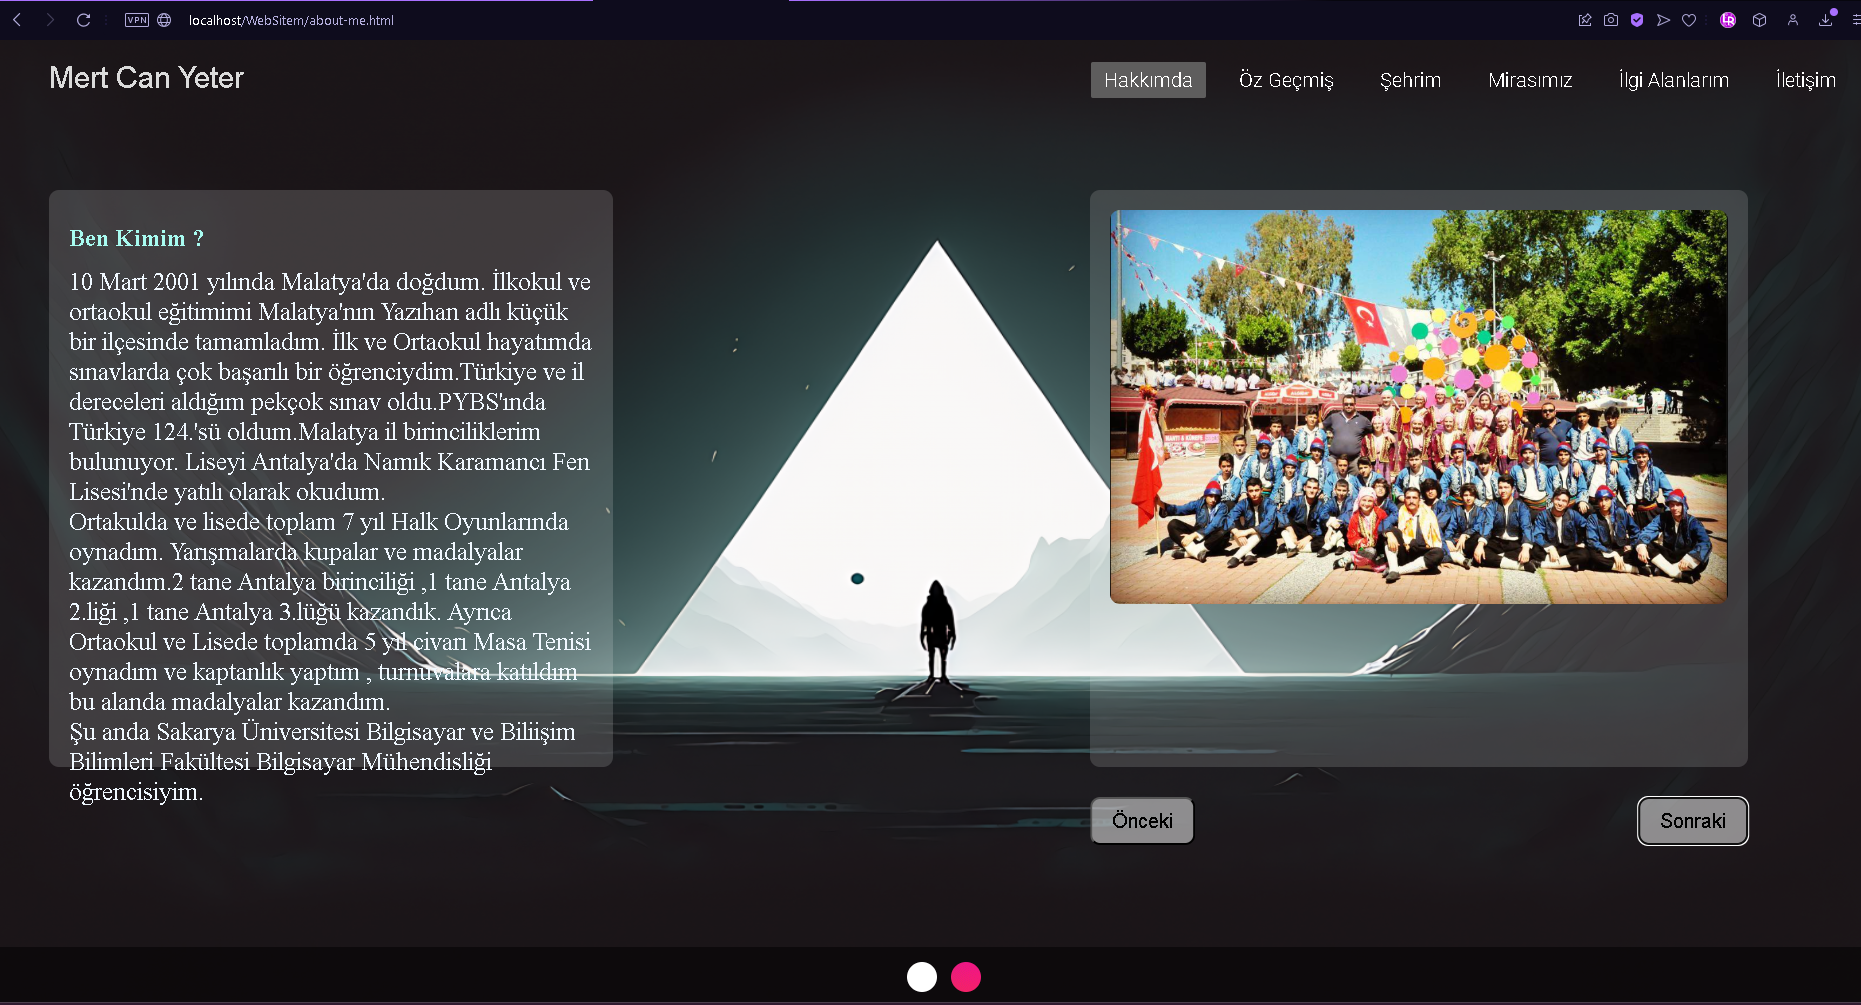 VPN
localhost/WebSitem/about-me.html
Mert Can Yeter
Hakkımda
Öz Geçmiş
Şehrim
Mirasımız
İlgi Alanlarım
İletişim
Ben Kimim ?
10 Mart 2001 yılında Malatya'da doğdum. İlkokul ve
ortaokul eğitimimi Malatya'nın Yazıhan adlı küçük
bir ilçesinde tamamladım. İlk ve Ortaokul hayatımda
sınavlarda çok başarılı bir öğrenciydim.Türkiye ve il
dereceleri aldığım pekçok sınav oldu.PYBS'ında
Türkiye 124.'sü oldum.Malatya il birinciliklerim
bulunuyor. Liseyi Antalya'da Namık Karamancı Fen
Lisesi'nde yatılı olarak okudum.
Ortakulda ve lisede toplam 7 yıl Halk Oyunlarında
oynadım. Yarışmalarda kupalar ve madalyalar
kazandım.2 tane Antalya birinciliği ,1 tane Antalya
2.liği ,1 tane Antalya 3.lüğü kazandık. Ayrıca
Ortaokul ve Lisede toplamda 5 yıl civarı Masa Tenisi
oynadım ve kaptanlık yaptım , turnuvalara katıldım
bu alanda madalyalar kazandım.
Şu anda Sakarya Üniversitesi Bilgisayar ve Biliişim
Bilimleri Fakültesi Bilgisayar Mühendisliği
öğrencisiyim.
Önceki
Sonraki